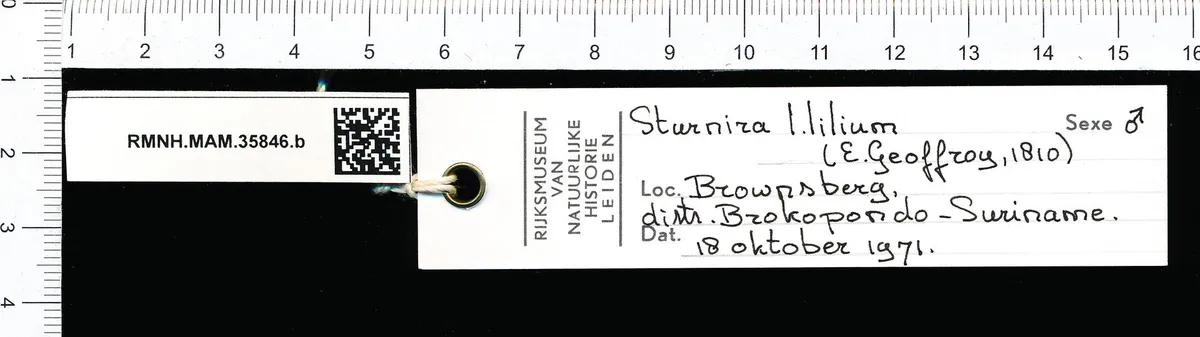 0 1 2 3 4 5 6 7 8 9 10 11 12 13 14 15 16
1
2
3
4
RMNH.MAM.35846.b
RIJKSMUSEUM
VAN
NATUURLIJKE
HISTORIE
LEIDEN
Sturnira l. lilium Sexe ♂
(E. Geoffroy, 1810)
Loc. Brownsberg,
distr. Brokopondo - Suriname.
Dat. 18 oktober 1971.